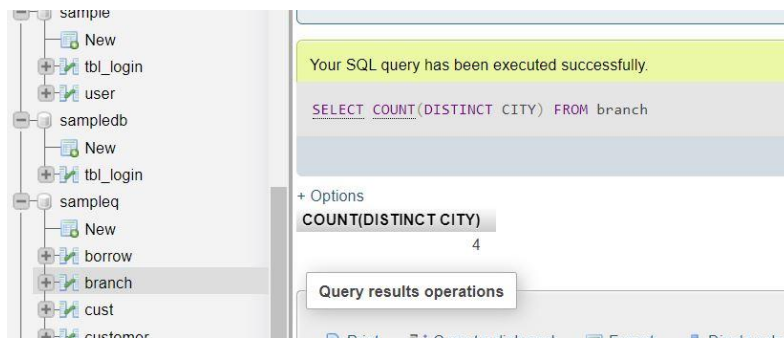 sample
New
tbl_login
user
sampledb
New
tbl_login
sampleq
New
borrow
branch
cust
customer
Your SQL query has been executed successfully.
SELECT COUNT(DISTINCT CITY) FROM branch
+ Options
COUNT(DISTINCT CITY)
4
Query results operations